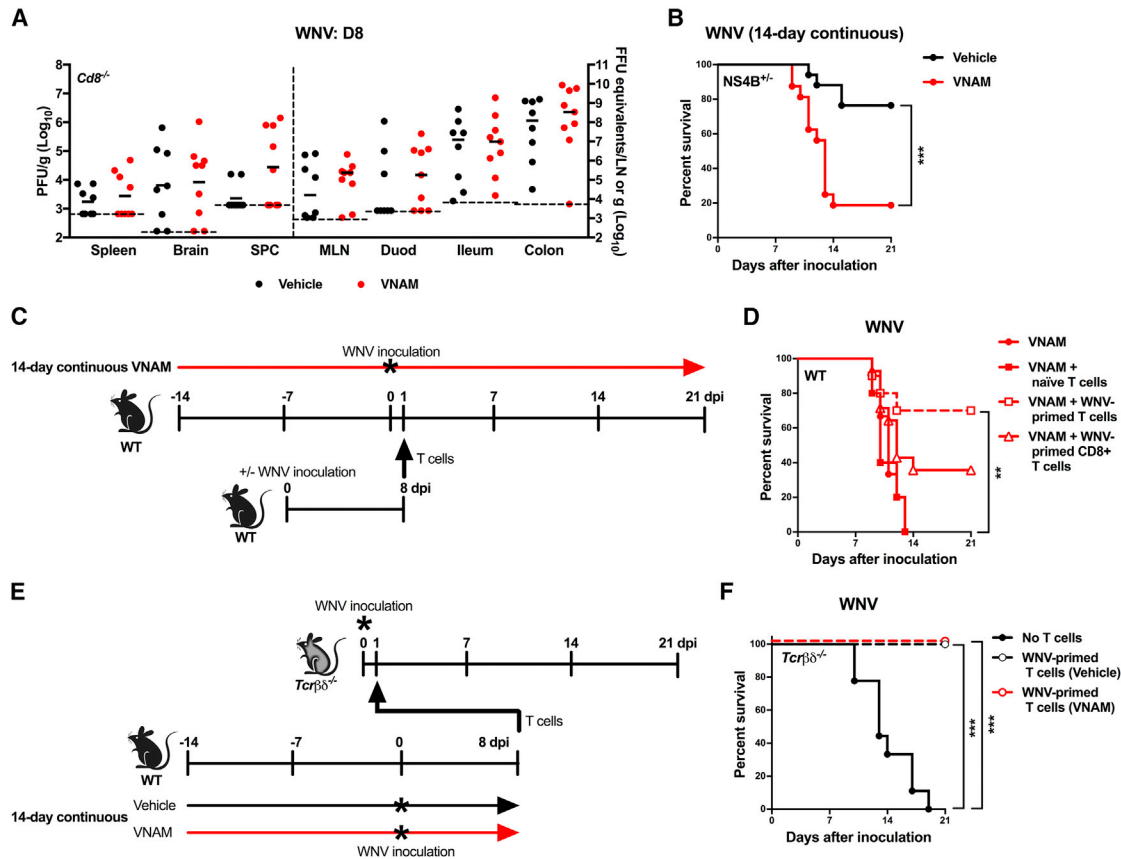 A
WNV: D8
Cd8-/-
PFU/g (Log10)
8
7
6
5
4
3
2
FFU equivalents/LN or g (Log10)
11
10
9
8
7
6
5
4
3
2
Spleen Brain SPC MLN Duod Ileum Colon
Vehicle VNAM
B
WNV (14-day continuous)
NS4B+/-
Percent survival
100
80
60
40
20
0
0 7 14 21
Days after inoculation
Vehicle
VNAM
***
C
WNV inoculation
14-day continuous VNAM
*
-14 -7 0 1 7 14 21 dpi
WT
T cells
+/- WNV inoculation
0 8 dpi
WT
D
WNV
WT
Percent survival
100
80
60
40
20
0
0 7 14 21
Days after inoculation
VNAM
VNAM +
naïve T cells
VNAM + WNV-
primed T cells
VNAM + WNV-
primed CD8+
T cells
**
E
WNV inoculation
*
0 1 7 14 21 dpi
Tcrβδ-/-
T cells
-14 -7 0 8 dpi
WT
Vehicle *
14-day continuous
VNAM *
WNV inoculation
F
WNV
Tcrβδ-/-
Percent survival
100
80
60
40
20
0
0 7 14 21
Days after inoculation
No T cells
WNV-primed
T cells (Vehicle)
WNV-primed
T cells (VNAM)
***
***